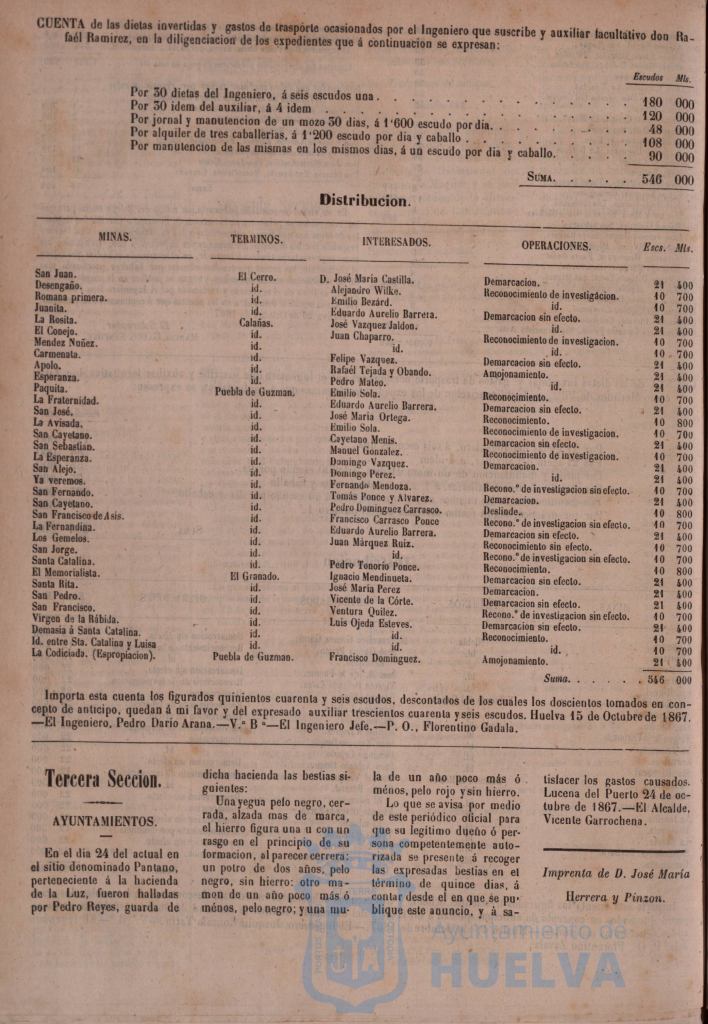 CUENTA de las dietas invertidas y gastos de trasporte ocasionados por el Ingeniero que suscribe y auxiliar facultativo don Ra-
faél Ramirez, en la diligenciacion de los expedientes que á continuacion se expresan:
Escudos Mls.
Por 30 dietas del Ingeniero, á seis escudos una. 180 000
Por 30 idem del auxiliar, á 4 idem 120 000
Por jornal y manutencion de un mozo 30 dias, á 1'600 escudo por dia. 48 000
Por alquiler de tres caballerias, á 1'200 escudo por dia y caballo 108 000
Por manutencion de las mismas en los mismos dias, á un escudo por dia y caballo. 90 000
SUMA. 546 000
Distribucion.
MINAS. TERMINOS. INTERESADOS. OPERACIONES. Escs. Mls.
San Juan. El Cerro. D. José Maria Castilla. Demarcacion. 21 400
Desengaño. id. Alejandro Wilke. Reconocimiento de investigácion. 10 700
Romana primera. id. Emilio Bezárd. id. 10 700
Juanita. id. Eduardo Aurelio Barrera. Demarcacion sin efecto. 21 400
La Rosita. Calañas. José Vazquez Jaldon. id. 21 400
El Conejo. id. Juan Chaparro. Reconocimiento de investigacion. 10 700
Mendez Nuñez. id. id. id. 10 700
Carmenata. id. Felipe Vazquez. Demarcacion sin efecto. 21 400
Apolo. id. Rafaél Tejada y Obando. Amojonamiento. 21 400
Esperanza. id. Pedro Mateo. id. 21 400
Paquita. Puebla de Guzman. Emilio Sola. Reconocimiento. 10 700
La Fraternidad. id. Eduardo Aurelio Barrera. Demarcacion sin efecto. 21 400
San José. id. José Maria Ortega. Reconocimiento. 10 800
La Avisada. id. Emilio Sola. Reconocimiento de investigacion. 10 700
San Cayetano. id. Cayetano Menis. Demarcacion sin efecto. 21 400
San Sebastian. id. Manuel Gonzalez. Reconocimiento de investigacion. 10 700
La Esperanza. id. Domingo Vazquez. Demarcacion. 21 400
San Alejo. id. Domingo Perez. id. 21 400
Ya veremos. id. Fernando Mendoza. Recono.° de investigacion sin efecto. 10 700
San Fernando. id. Tomás Ponce y Alvarez. Demarcacion. 21 400
San Cayetano. id. Pedro Dominguez Carrasco. Deslinde. 10 800
San Francisco de Asis. id. Francisco Carrasco Ponce Recono.° de investigacion sin efecto. 10 700
La Fernandina. id. Eduardo Aurelio Barrera. Demarcacion sin efecto. 21 400
Los Gemelos. id. Juan Márquez Ruiz. Reconocimiento sin efecto. 10 700
San Jorge. id. id. Recono.° de investigacion sin efecto. 10 700
Santa Catalina. id. Pedro Tonorio Ponce. Reconocimiento. 10 800
El Memorialista. El Granado. Ignacio Mendinueta. Demarcacion sin efecto. 21 400
Santa Rita. id. José Maria Perez Demarcacion. 21 400
San Pedro. id. Vicente de la Córte. Demarcacion sin efecto. 21 400
San Francisco. id. Ventura Quilez. Recono.° de investigacion sin efecto. 10 700
Virgen de la Rábida. id. Luis Ojeda Esteves. Demarcacion sin efecto. 21 400
Demasia á Santa Catalina. id. id. Reconocimiento. 10 700
Id. entre Sta. Catalina y Luisa id. id. id. 10 700
La Codiciada. (Espropiacion). Puebla de Guzman. Francisco Dominguez. Amojonamiento. 21 400
Suma. 546 000
Importa esta cuenta los figurados quinientos cuarenta y seis escudos, descontados de los cuales los doscientos tomados en con-
cepto de anticipo, quedan á mi favor y del expresado auxiliar trescientos cuarenta y seis escudos. Huelva 15 de Octubre de 1867.
—El Ingeniero, Pedro Dario Arana.—V.° B °—El Ingeniero Jefe.—P. O., Florentino Gadala.
Tercera Seccion.
AYUNTAMIENTOS.
En el dia 24 del actual en
el sitio denominado Pantano,
perteneciente á la hacienda
de la Luz, fueron halladas
por Pedro Reyes, guarda de
dicha hacienda las bestias si-
guientes:
Una yegua pelo negro, cer-
rada, alzada mas de marca,
el hierro figura una u con un
rasgo en el principio de su
formacion, al parecer cerrera:
un potro de dos años, pelo
negro, sin hierro: otro ma-
mon de un año poco más ó
ménos, pelo negro; y una mu-
la de un año poco más ó
ménos, pelo rojo y sin hierro.
Lo que se avisa por medio
de este periódico oficial para
que su legitimo dueño ó per-
sona competentemente auto-
rizada se presente á recoger
las expresadas bestias en el
término de quince dias, á
contar desde el en que se pu-
blique este anuncio, y á sa-
tisfacer los gastos causados.
Lucena del Puerto 24 de oc-
tubre de 1867.—El Alcalde,
Vicente Garrochena.
Imprenta de D. José María
Herrera y Pinzon.
Ayuntamiento de
HUELVA